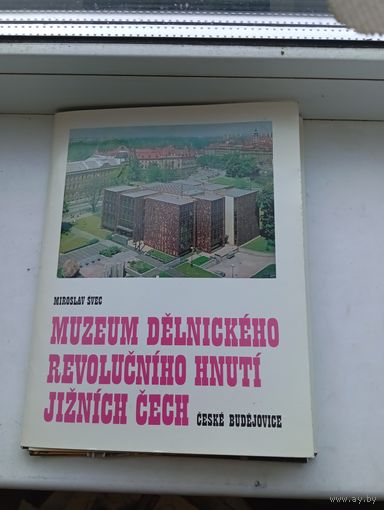 MIROSLAV ŠVEC
MUZEUM DĚLNICKÉHO
REVOLUČNÍHO HNUTÍ
JIŽNÍCH ČECH ČESKÉ BUDĚJOVICE
www.ay.by